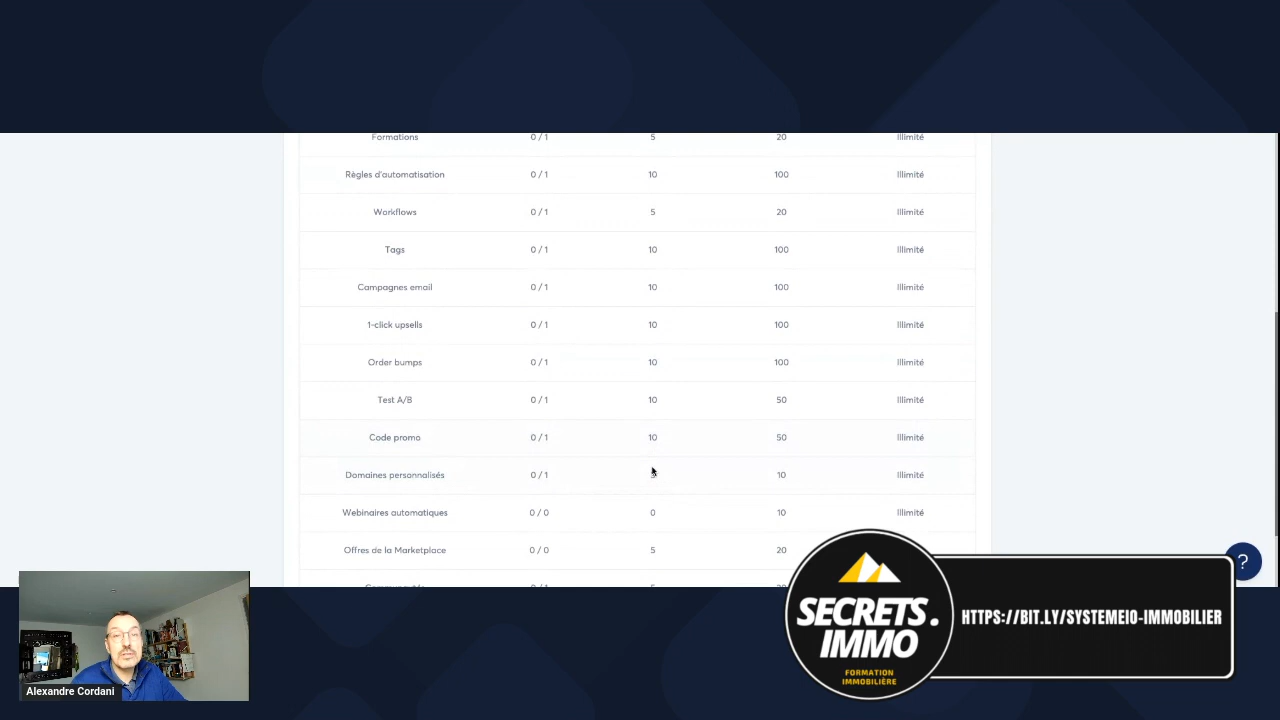 Formations 0 / 1 5 20 Illimité
Règles d'automatisation 0 / 1 10 100 Illimité
Workflows 0 / 1 5 20 Illimité
Tags 0 / 1 10 100 Illimité
Campagnes email 0 / 1 10 100 Illimité
1-click upsells 0 / 1 10 100 Illimité
Order bumps 0 / 1 10 100 Illimité
Test A/B 0 / 1 10 50 Illimité
Code promo 0 / 1 10 50 Illimité
Domaines personnalisés 0 / 1 10 Illimité
Webinaires automatiques 0 / 0 0 10 Illimité
Offres de la Marketplace 0 / 0 5 20
?
SECRETS.
IMMO
FORMATION
IMMOBILIÈRE
HTTPS://BIT.LY/SYSTEMEIO-IMMOBILIER
Alexandre Cordani